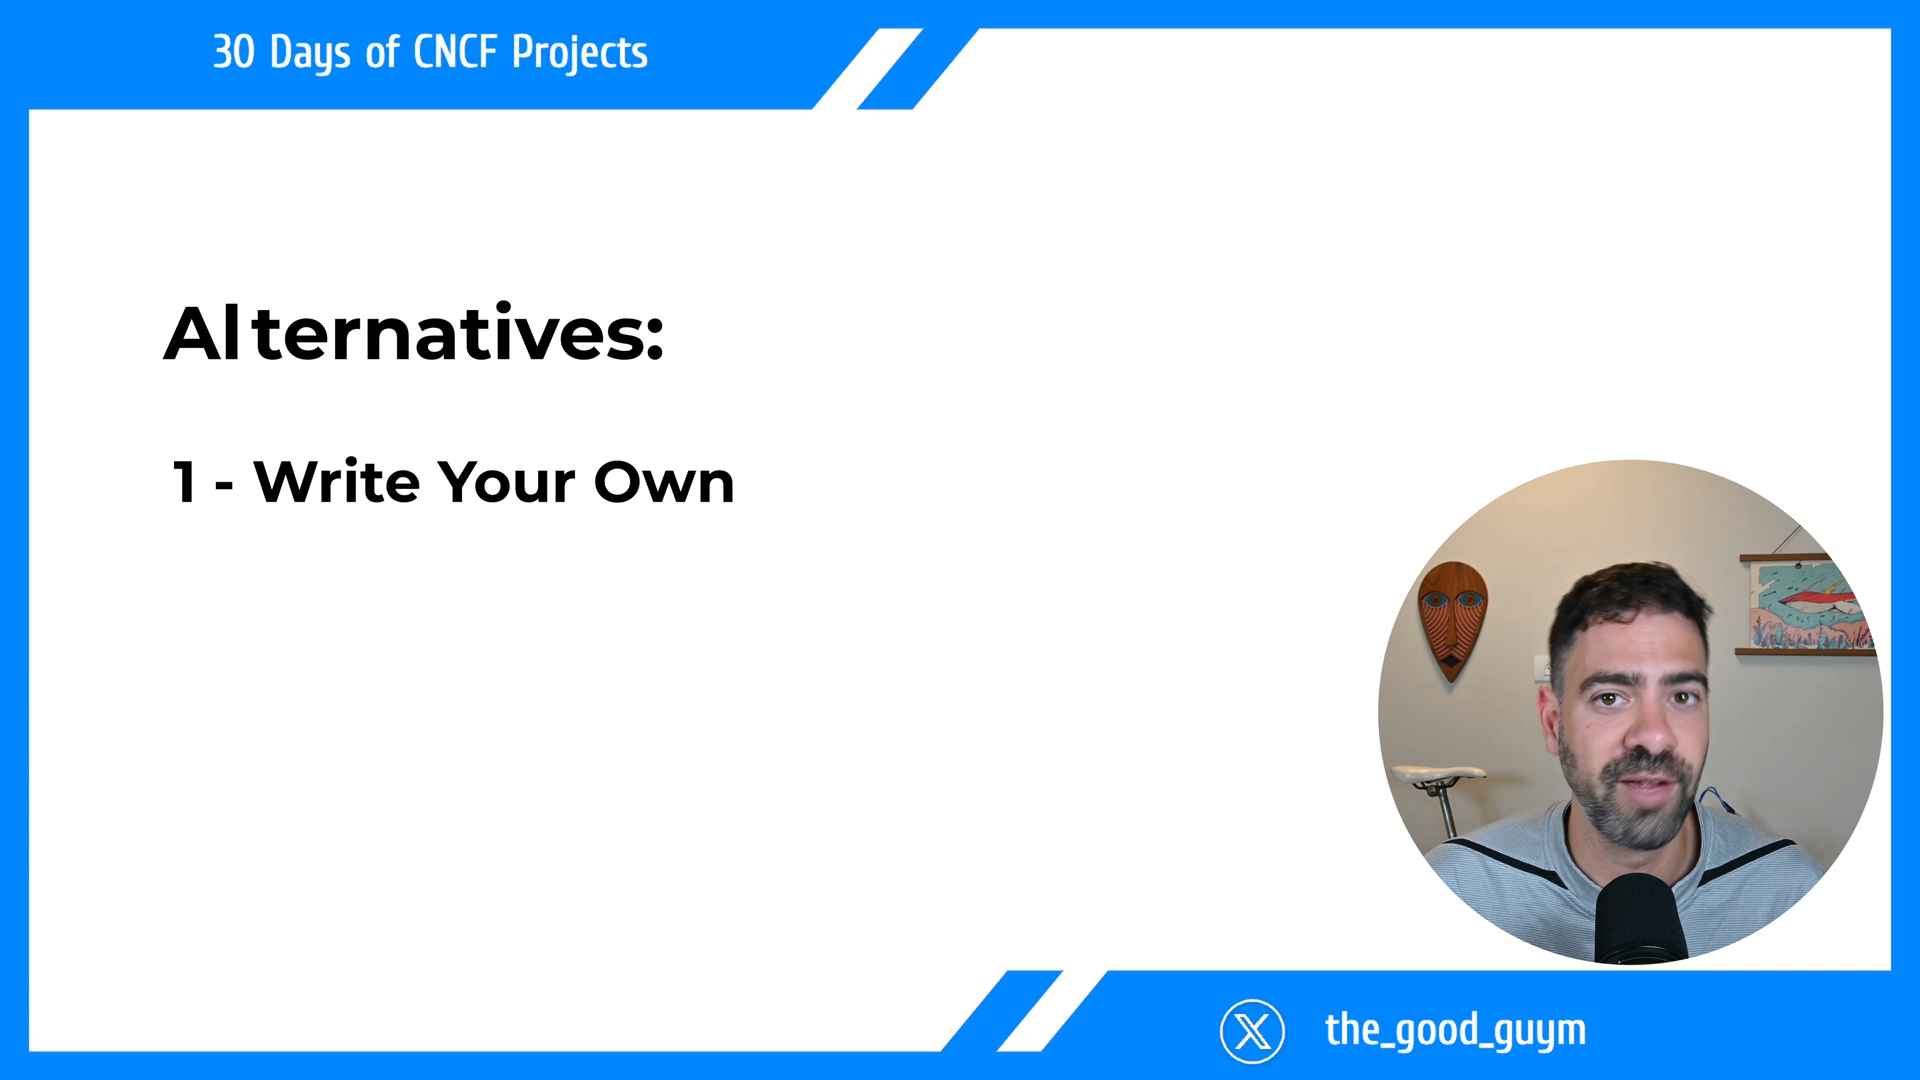 30 Days of CNCF Projects
Alternatives:
1 - Write Your Own
the_good_guym